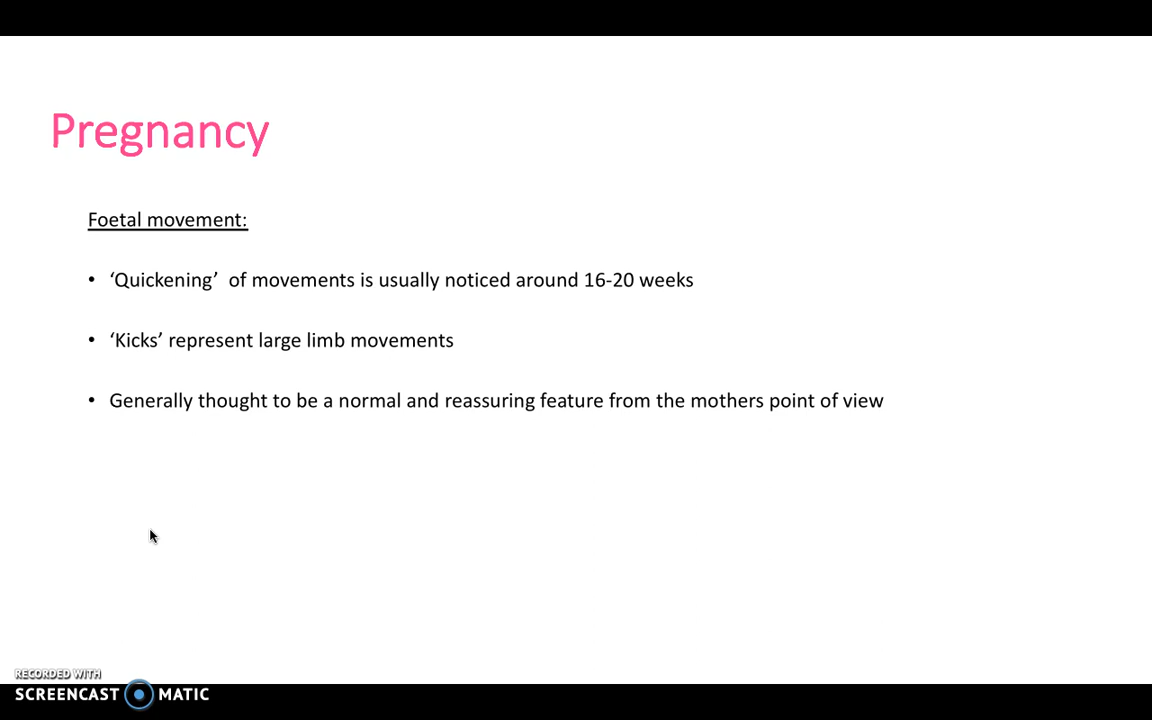 Pregnancy
Foetal movement:
• ‘Quickening’  of movements is usually noticed around 16-20 weeks
• ‘Kicks’ represent large limb movements
• Generally thought to be a normal and reassuring feature from the mothers point of view
RECORDED WITH
SCREENCAST MATIC